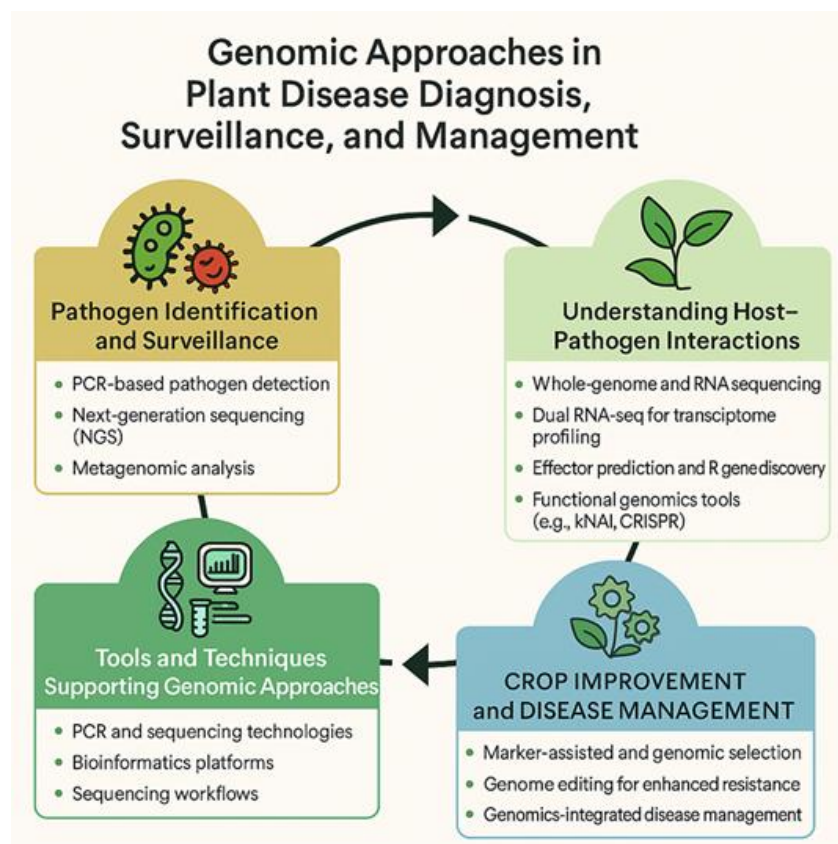 Genomic Approaches in
Plant Disease Diagnosis,
Surveillance, and Management
Pathogen Identification
and Surveillance
• PCR-based pathogen detection
• Next-generation sequencing
(NGS)
• Metagenomic analysis
Understanding Host–
Pathogen Interactions
• Whole-genome and RNA sequencing
• Dual RNA-seq for transciptome
profiling
• Effector prediction and R gene discovery
• Functional genomics tools
(e.g., kNAI, CRISPR)
Tools and Techniques
Supporting Genomic Approaches
• PCR and sequencing technologies
• Bioinformatics platforms
• Sequencing workflows
CROP IMPROVEMENT
and DISEASE MANAGEMENT
• Marker-assisted and genomic selection
• Genome editing for enhanced resistance
• Genomics-integrated disease management